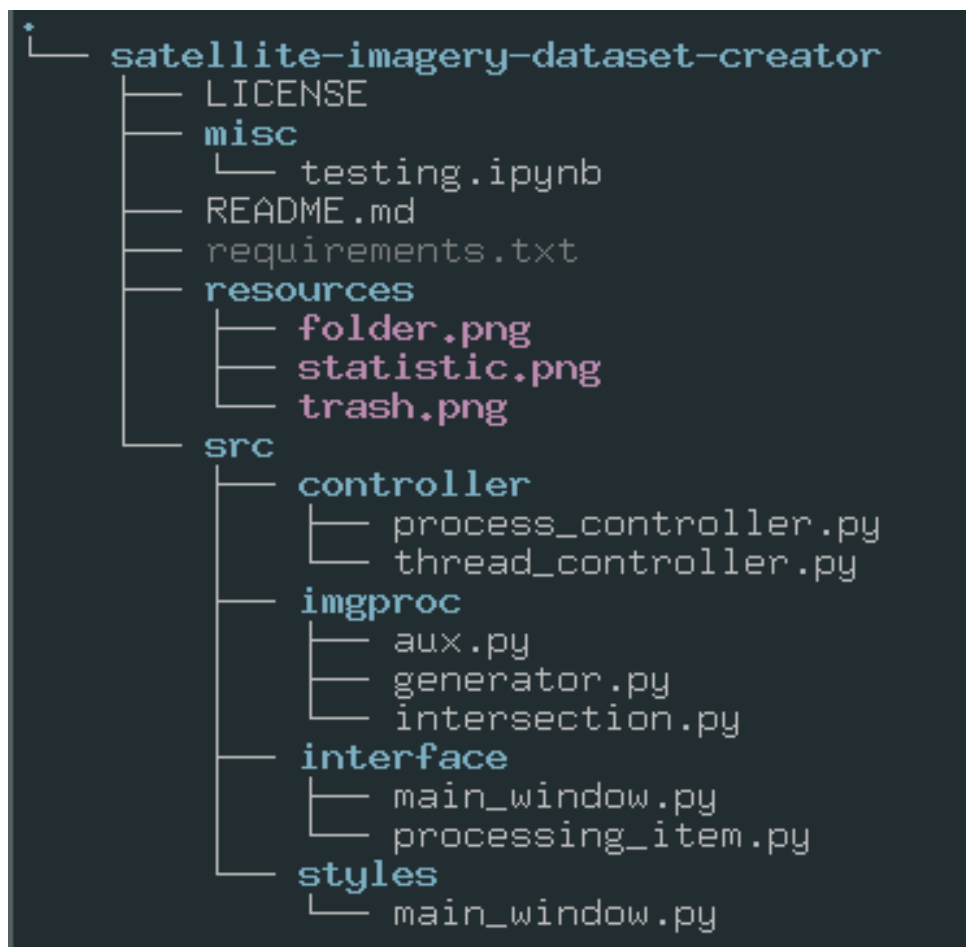 .
└── satellite-imagery-dataset-creator
    ├── LICENSE
    ├── misc
    │   └── testing.ipynb
    ├── README.md
    ├── requirements.txt
    ├── resources
    │   ├── folder.png
    │   ├── statistic.png
    │   └── trash.png
    └── src
        ├── controller
        │   ├── process_controller.py
        │   └── thread_controller.py
        ├── imgproc
        │   ├── aux.py
        │   ├── generator.py
        │   └── intersection.py
        ├── interface
        │   ├── main_window.py
        │   └── processing_item.py
        └── styles
            └── main_window.py